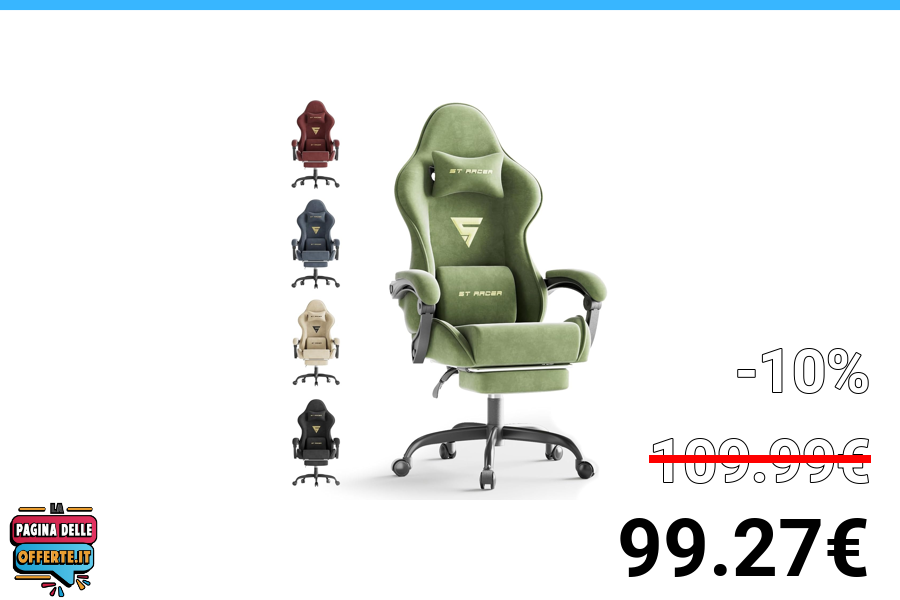 ST RACER
ST RACER
-10%
109.99€
99.27€
LA
PAGINA DELLE
OFFERTE.IT